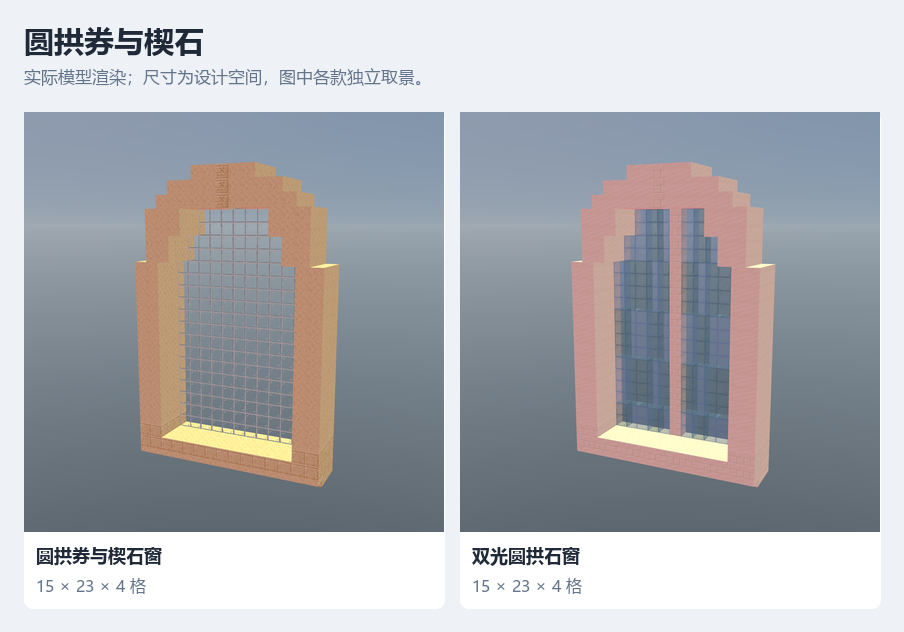 圆拱券与楔石
实际模型渲染；尺寸为设计空间，图中各款独立取景。
圆拱券与楔石窗
15 × 23 × 4 格
双光圆拱石窗
15 × 23 × 4 格